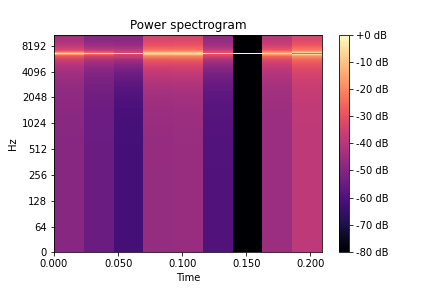 Power spectrogram
8192
4096
2048
1024
512
256
128
64
0
Hz
0.000 0.050 0.100 0.150 0.200
Time
+0 dB
-10 dB
-20 dB
-30 dB
-40 dB
-50 dB
-60 dB
-70 dB
-80 dB